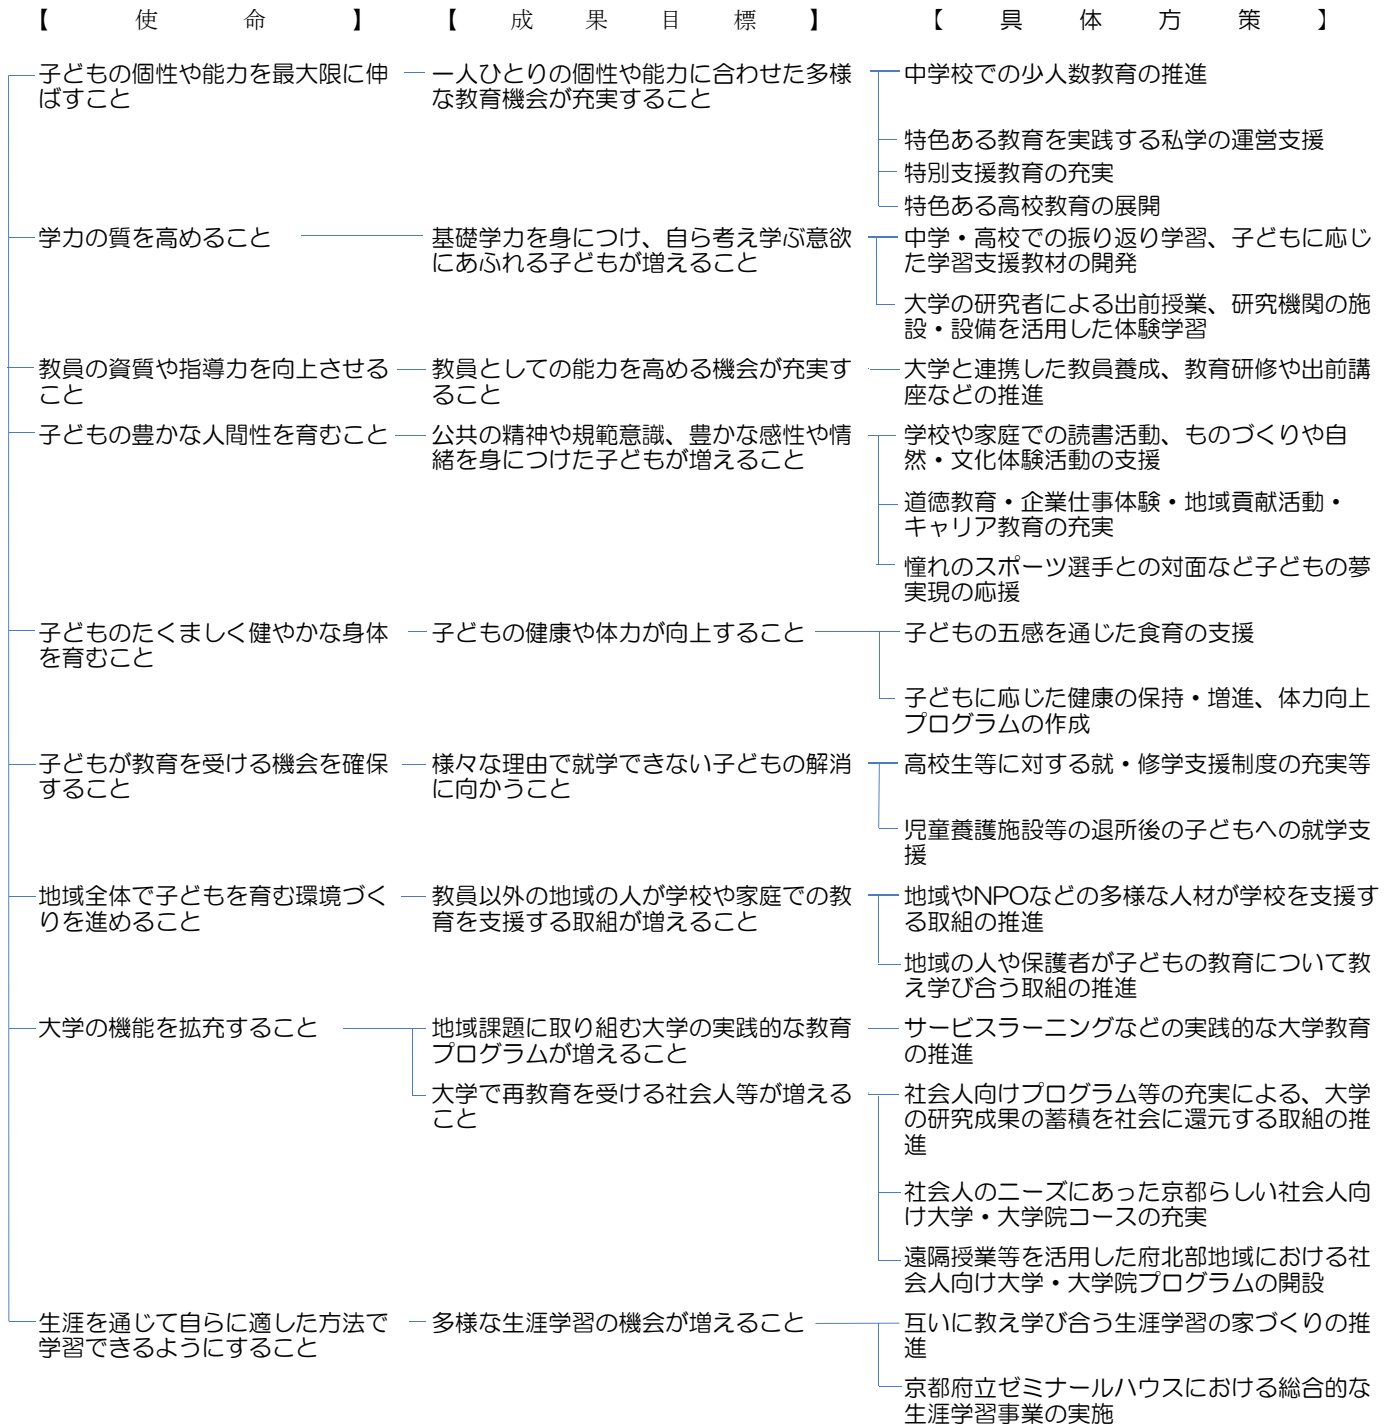 【使命】【成果目標】【具体方策】
子どもの個性や能力を最大限に伸
ばすこと
一人ひとりの個性や能力に合わせた多様
な教育機会が充実すること
中学校での少人数教育の推進
特色ある教育を実践する私学の運営支援
特別支援教育の充実
特色ある高校教育の展開
学力の質を高めること
基礎学力を身につけ、自ら考え学ぶ意欲
にあふれる子どもが増えること
中学・高校での振り返り学習、子どもに応じ
た学習支援教材の開発
大学の研究者による出前授業、研究機関の施
設・設備を活用した体験学習
教員の資質や指導力を向上させる
こと
教員としての能力を高める機会が充実す
ること
大学と連携した教員養成、教育研修や出前講
座などの推進
子どもの豊かな人間性を育むこと
公共の精神や規範意識、豊かな感性や情
緒を身につけた子どもが増えること
学校や家庭での読書活動、ものづくりや自
然・文化体験活動の支援
道徳教育・企業仕事体験・地域貢献活動・
キャリア教育の充実
憧れのスポーツ選手との対面など子どもの夢
実現の応援
子どものたくましく健やかな身体
を育むこと
子どもの健康や体力が向上すること
子どもの五感を通じた食育の支援
子どもに応じた健康の保持・増進、体力向上
プログラムの作成
子どもが教育を受ける機会を確保
すること
様々な理由で就学できない子どもの解消
に向かうこと
高校生等に対する就・修学支援制度の充実等
児童養護施設等の退所後の子どもへの就学支
援
地域全体で子どもを育む環境づく
りを進めること
教員以外の地域の人が学校や家庭での教
育を支援する取組が増えること
地域やNPOなどの多様な人材が学校を支援す
る取組の推進
地域の人や保護者が子どもの教育について教
え学び合う取組の推進
大学の機能を拡充すること
地域課題に取り組む大学の実践的な教育
プログラムが増えること
サービスラーニングなどの実践的な大学教育
の推進
大学で再教育を受ける社会人等が増える
こと
社会人向けプログラム等の充実による、大学
の研究成果の蓄積を社会に還元する取組の推
進
社会人のニーズにあった京都らしい社会人向
け大学・大学院コースの充実
遠隔授業等を活用した府北部地域における社
会人向け大学・大学院プログラムの開設
生涯を通じて自らに適した方法で
学習できるようにすること
多様な生涯学習の機会が増えること
互いに教え学び合う生涯学習の家づくりの推
進
京都府立ゼミナールハウスにおける総合的な
生涯学習事業の実施